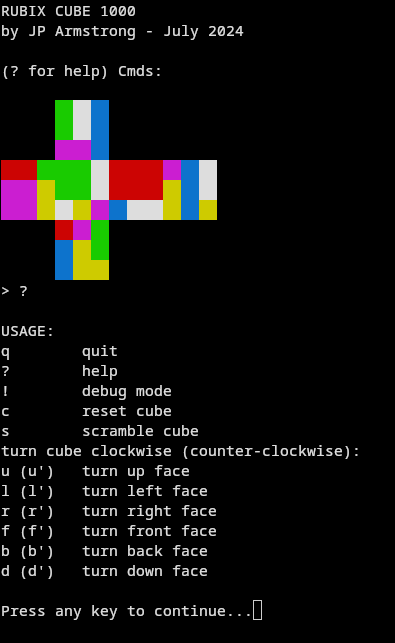 RUBIX CUBE 1000
by JP Armstrong - July 2024
(? for help) Cmds:
> ?
USAGE:
q        quit
?        help
!        debug mode
c        reset cube
s        scramble cube
turn cube clockwise (counter-clockwise):
u (u')   turn up face
l (l')   turn left face
r (r')   turn right face
f (f')   turn front face
b (b')   turn back face
d (d')   turn down face
Press any key to continue...